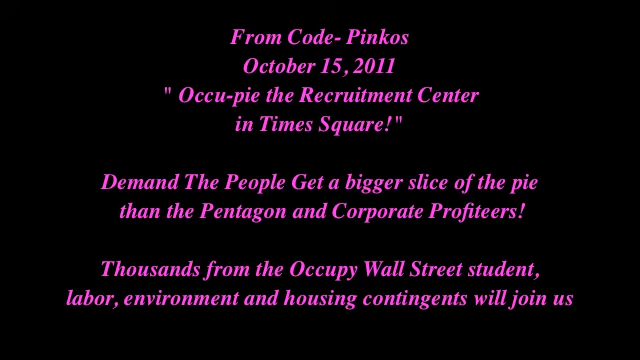 From Code- Pinkos
October 15, 2011
" Occu-pie the Recruitment Center
in Times Square!"
Demand The People Get a bigger slice of the pie
than the Pentagon and Corporate Profiteers!
Thousands from the Occupy Wall Street student,
labor, environment and housing contingents will join us